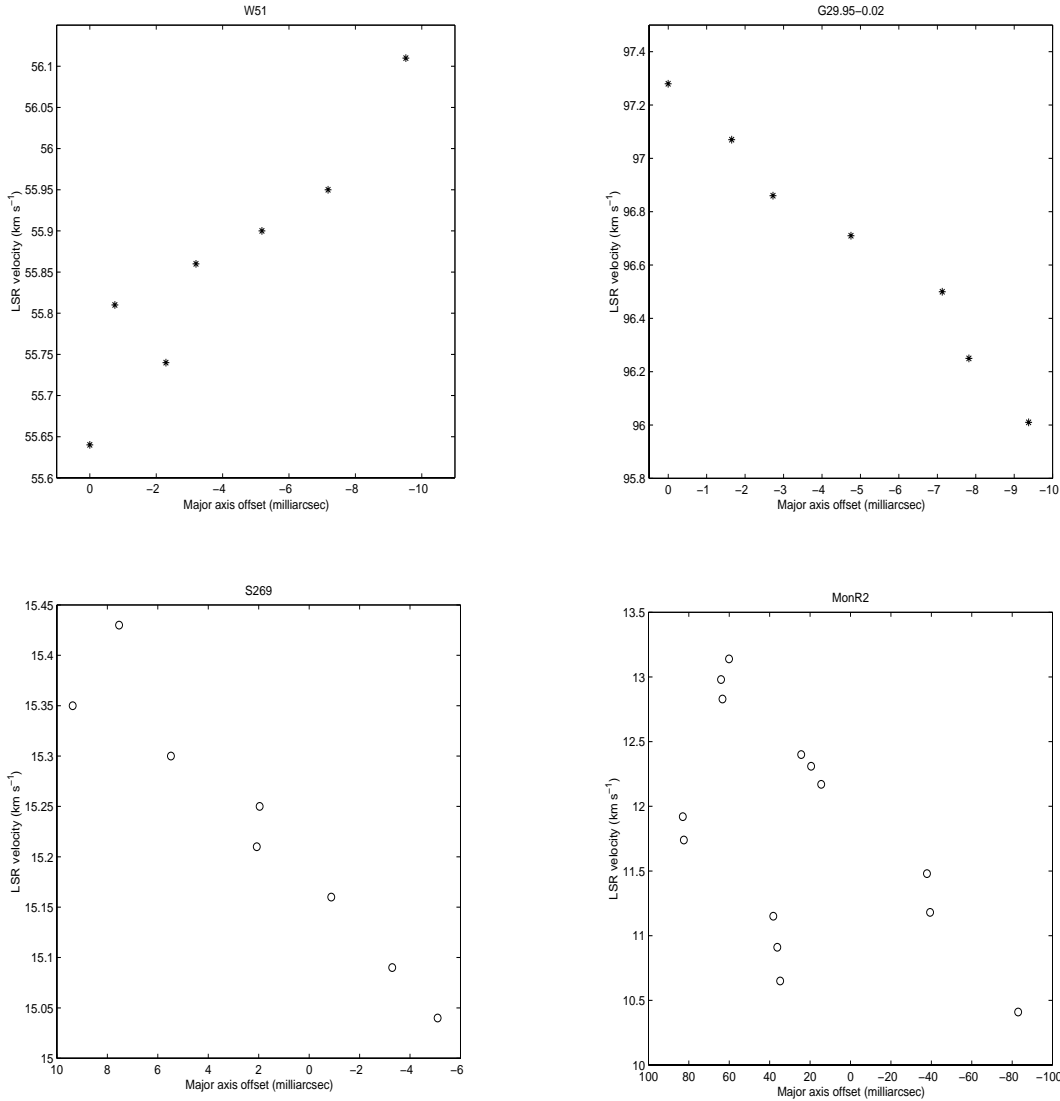 W51
56.1
56.05
56
55.95
55.9
55.85
55.8
55.75
55.7
55.65
55.6
LSR velocity (km s⁻¹)
0 −2 −4 −6 −8 −10
Major axis offset (milliarcsec)
G29.95−0.02
97.4
97.2
97
96.8
96.6
96.4
96.2
96
95.8
LSR velocity (km s⁻¹)
0 −1 −2 −3 −4 −5 −6 −7 −8 −9 −10
Major axis offset (milliarcsec)
S269
15.45
15.4
15.35
15.3
15.25
15.2
15.15
15.1
15.05
15
LSR velocity (km s⁻¹)
10 8 6 4 2 0 −2 −4 −6
Major axis offset (milliarcsec)
MonR2
13.5
13
12.5
12
11.5
11
10.5
10
LSR velocity (km s⁻¹)
100 80 60 40 20 0 −20 −40 −60 −80 −100
Major axis offset (milliarcsec)